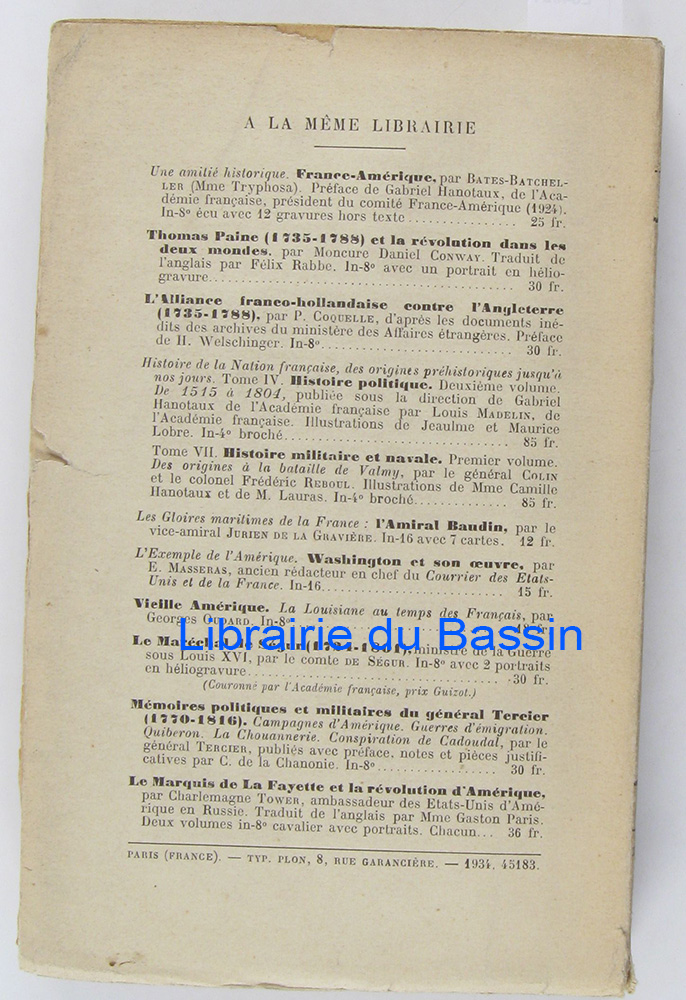 A LA MÊME LIBRAIRIE
Une amitié historique. France-Amérique, par BATES-BATCHEL-
LER (Mme Tryphosa). Préface de Gabriel Hanotaux, de l'Aca-
démie française, président du comité France-Amérique (1924).
In-8º écu avec 12 gravures hors texte .............. 25 fr.
Thomas Paine (1735-1788) et la révolution dans les
deux mondes, par Moncure Daniel CONWAY. Traduit de
l'anglais par Félix Rabbe. In-8º avec un portrait en hélio-
gravure........................................ 30 fr.
L'Alliance franco-hollandaise contre l'Angleterre
(1735-1788), par P. COQUELLE, d'après les documents iné-
dits des archives du ministère des Affaires étrangères. Préface
de H. Welschinger. In-8º......................... 30 fr.
Histoire de la Nation française, des origines préhistoriques jusqu'à
nos jours. Tome IV. Histoire politique. Deuxième volume.
De 1515 à 1804, publiée sous la direction de Gabriel
Hanotaux de l'Académie française par Louis MADELIN, de
l'Académie française. Illustrations de Jeaulme et Maurice
Lobre. In-4º broché.............................. 85 fr.
Tome VII. Histoire militaire et navale. Premier volume.
Des origines à la bataille de Valmy, par le général COLIN
et le colonel Frédéric REBOUL. Illustrations de Mme Camille
Hanotaux et de M. Lauras. In-4º broché............. 85 fr.
Les Gloires maritimes de la France : l'Amiral Baudin, par le
vice-amiral JURIEN DE LA GRAVIÈRE. In-16 avec 7 cartes. 12 fr.
L'Exemple de l'Amérique. Washington et son œuvre, par
E. MASSERAS, ancien rédacteur en chef du Courrier des Etats-
Unis et de la France. In-16......................... 15 fr.
Vieille Amérique. La Louisiane au temps des Français, par
Georges OUDARD. In-8º fr.
Librairie du Bassin
Le Maréchal de Ségur ministre de la Guerre
sous Louis XVI, par le comte DE SÉGUR. In-8º avec 2 portraits
en héliogravure................................... 30 fr.
(Couronné par l'Académie française, prix Guizot.)
Mémoires politiques et militaires du général Tercier
(1770-1816). Campagnes d'Amérique. Guerres d'émigration.
Quiberon. La Chouannerie. Conspiration de Cadoudal, par le
général TERCIER, publiés avec préface, notes et pièces justifi-
catives par C. de la Chanonie. In-8º................. 30 fr.
Le Marquis de La Fayette et la révolution d'Amérique,
par Charlemagne TOWER, ambassadeur des Etats-Unis d'Amé-
rique en Russie. Traduit de l'anglais par Mme Gaston Paris.
Deux volumes in-8º cavalier avec portraits. Chacun... 36 fr.
PARIS (FRANCE). — TYP. PLON, 8, RUE GARANCIÈRE. — 1934. 45183.